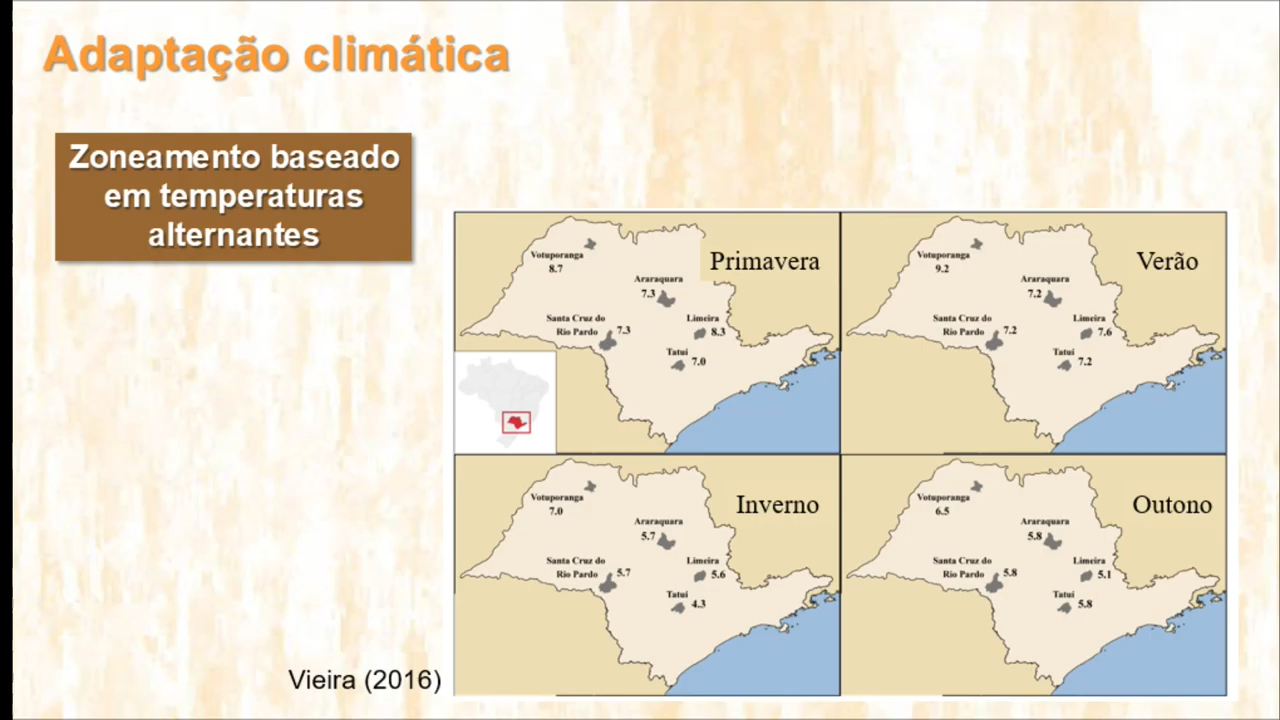 Adaptação climática
Zoneamento baseado
em temperaturas
alternantes
Primavera
Votuporanga
8.7
Araraquara
7.3
Santa Cruz do
Rio Pardo
7.3
Limeira
8.3
Tatuí
7.0
Verão
Votuporanga
9.2
Araraquara
7.2
Santa Cruz do
Rio Pardo
7.2
Limeira
7.6
Tatuí
7.2
Inverno
Votuporanga
7.0
Araraquara
5.7
Santa Cruz do
Rio Pardo
5.7
Limeira
5.6
Tatuí
4.3
Outono
Votuporanga
6.5
Araraquara
5.8
Santa Cruz do
Rio Pardo
5.8
Limeira
5.1
Tatuí
5.8
Vieira (2016)